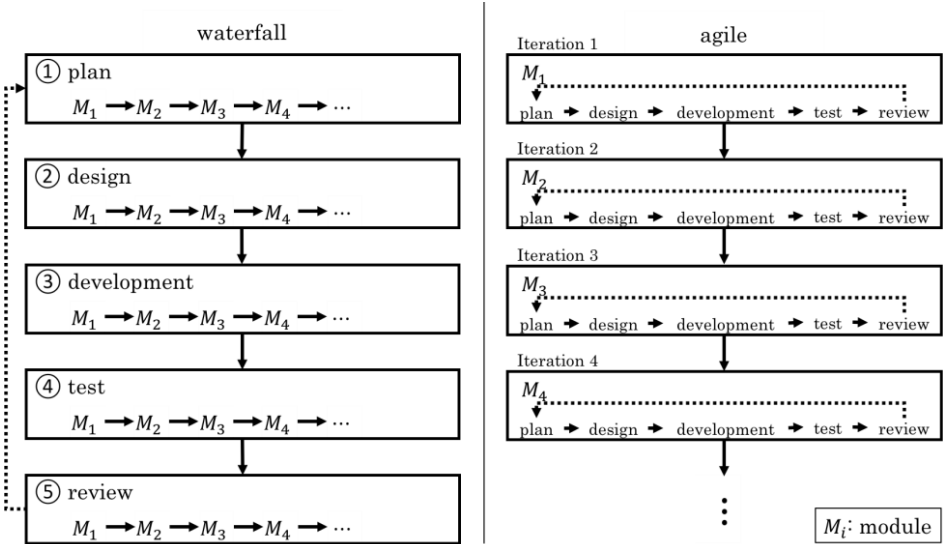 waterfall
① plan
M₁ → M₂ → M₃ → M₄ → ⋯
② design
M₁ → M₂ → M₃ → M₄ → ⋯
③ development
M₁ → M₂ → M₃ → M₄ → ⋯
④ test
M₁ → M₂ → M₃ → M₄ → ⋯
⑤ review
M₁ → M₂ → M₃ → M₄ → ⋯
agile
Iteration 1
M₁
plan → design → development → test → review
Iteration 2
M₂
plan → design → development → test → review
Iteration 3
M₃
plan → design → development → test → review
Iteration 4
M₄
plan → design → development → test → review
⋮
Mᵢ: module